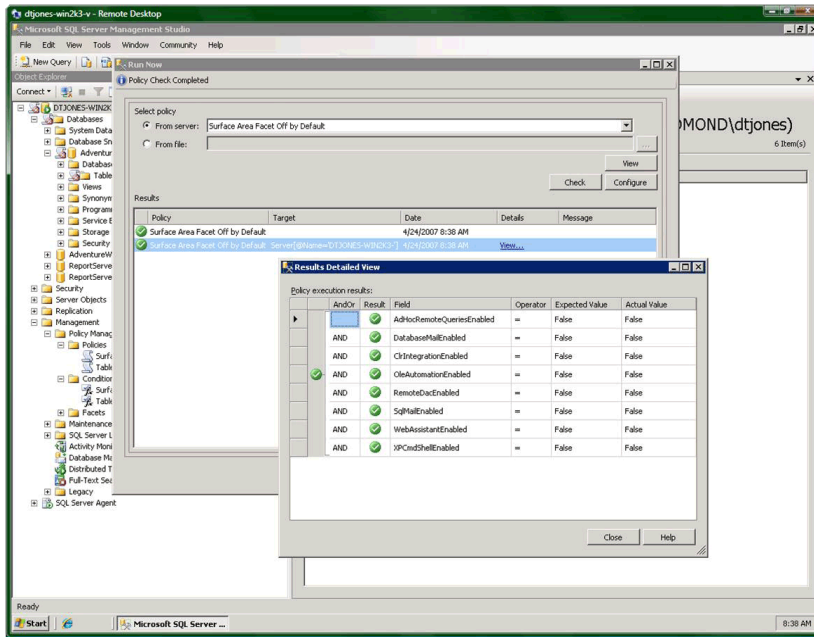 dtjones-win2k3-v - Remote Desktop
Microsoft SQL Server Management Studio
File Edit View Tools Window Community Help
New Query
Object Explorer
Connect
DTJONES-WIN2K
Databases
System Data
Database Sn
Adventur
Databas
Table
Views
Synonym
Programm
Service B
Storage
Security
AdventureW
ReportServe
ReportServe
Security
Server Objects
Replication
Management
Policy Manag
Policies
Surfa
Table
Condition
Surfa
Table
Facets
Maintenance
SQL Server L
Activity Moni
Database Ma
Distributed T
Full-Text Sea
Legacy
SQL Server Agent
Run Now
Policy Check Completed
Select policy
From server: Surface Area Facet Off by Default
From file: ...
View
Check Configure
Results
Policy Target Date Details Message
Surface Area Facet Off by Default 4/24/2007 8:38 AM
Surface Area Facet Off by Default Server[@Name='DTJONES-WIN2K3-'] 4/24/2007 8:38 AM View...
DMOND\dtjones)
6 Item(s)
Results Detailed View
Policy execution results:
AndOr Result Field Operator Expected Value Actual Value
AdHocRemoteQueriesEnabled = False False
AND DatabaseMailEnabled = False False
AND ClrIntegrationEnabled = False False
AND OleAutomationEnabled = False False
AND RemoteDacEnabled = False False
AND SqlMailEnabled = False False
AND WebAssistantEnabled = False False
AND XPCmdShellEnabled = False False
Close Help
Ready
Start Microsoft SQL Server ... 8:38 AM